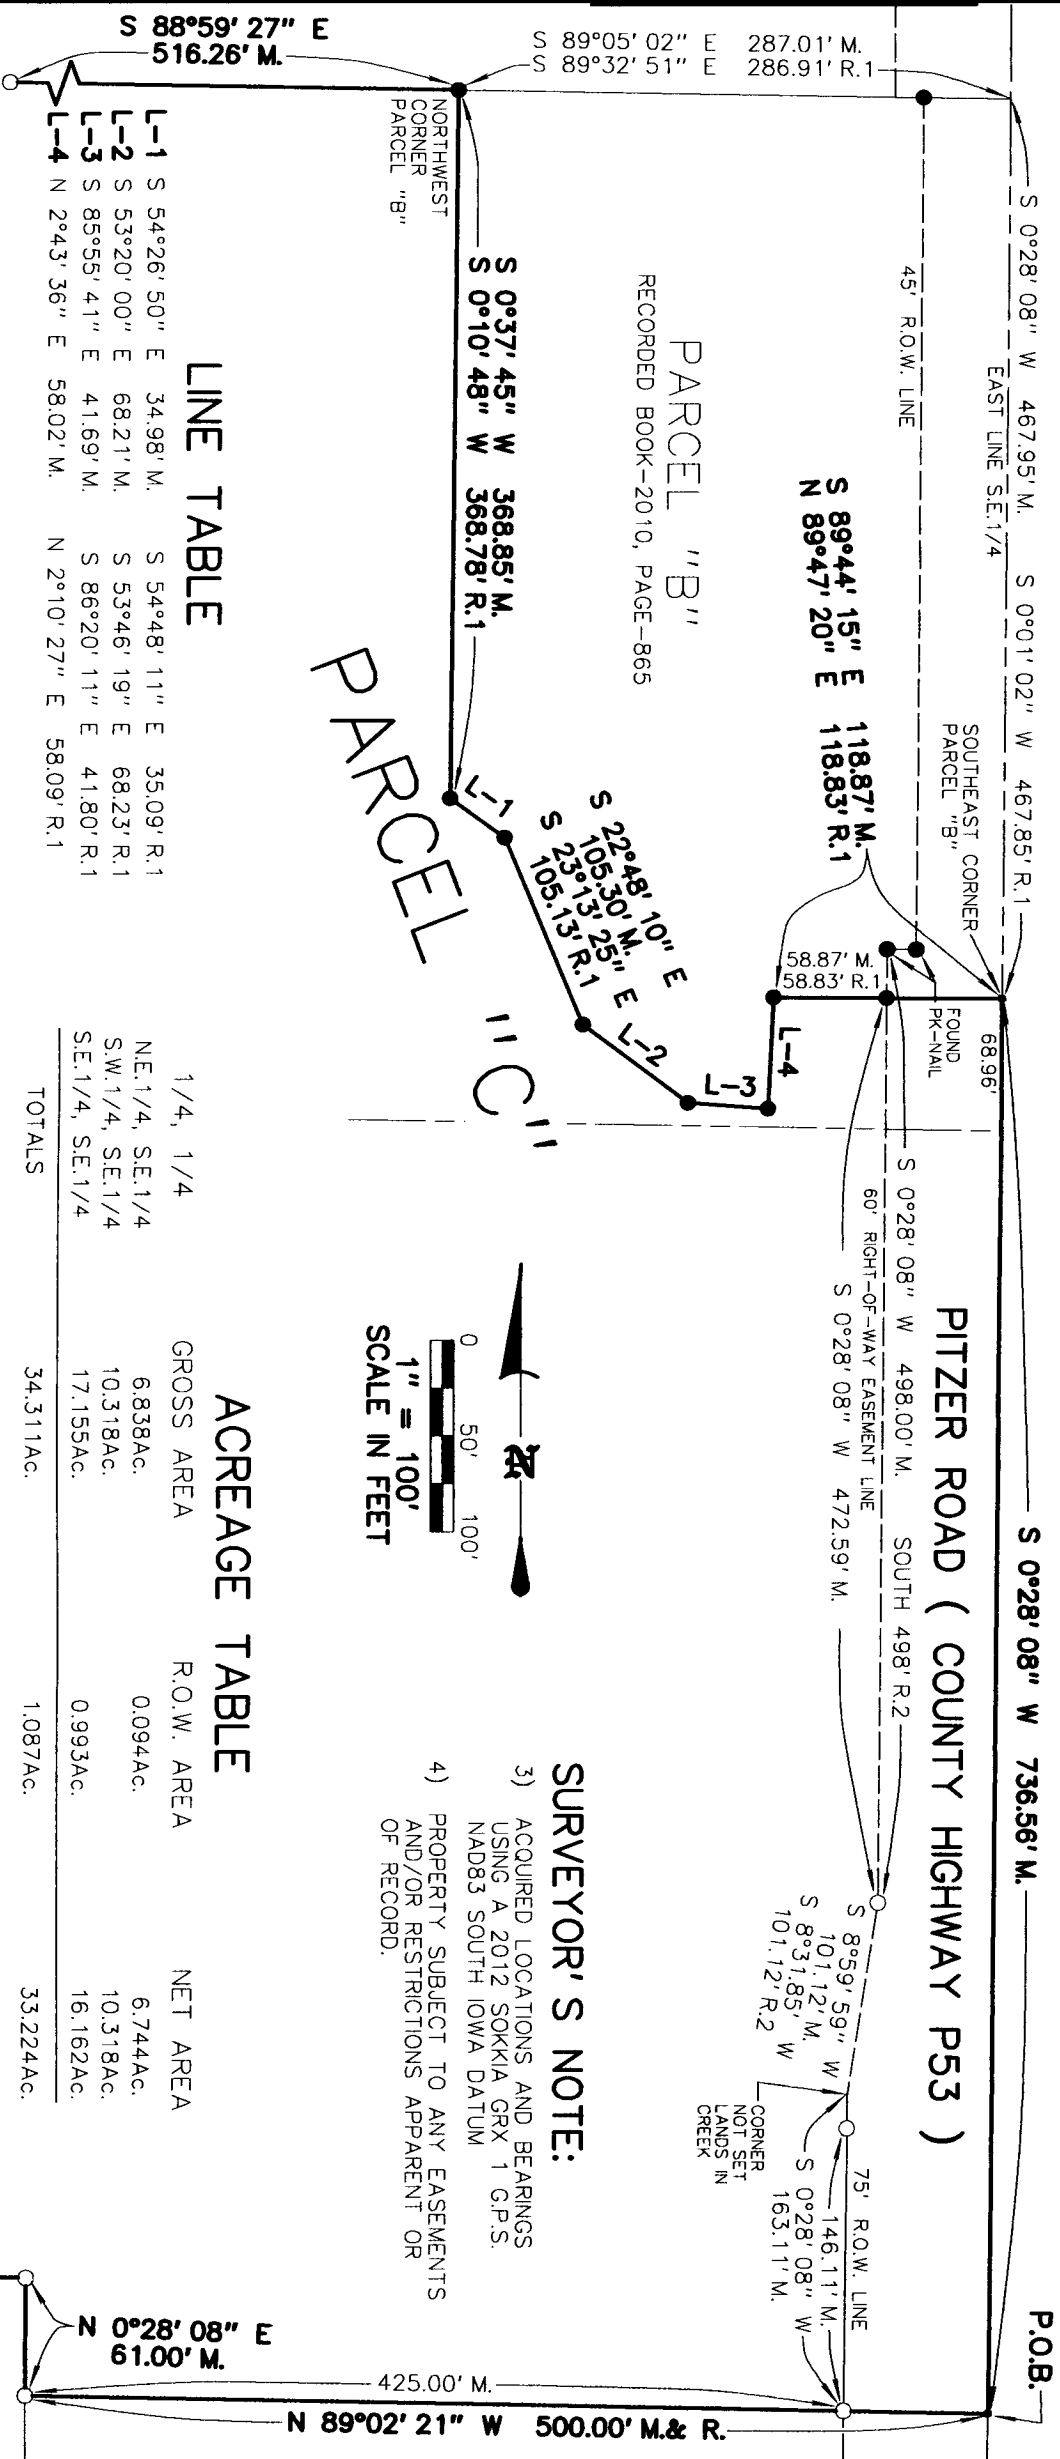 S 88°59' 27" E
516.26' M.
S 89°05' 02" E 287.01' M.
S 89°32' 51" E 286.91' R.1
S 0°28' 08" W 467.95' M. S 0°01' 02" W 467.85' R.1
EAST LINE S.E.1/4
45' R.O.W. LINE
NORTHWEST
CORNER
PARCEL "B"
S 0°37' 45" W 368.85' M.
S 0°10' 48" W 368.78' R.1
PARCEL "B"
RECORDED BOOK-2010, PAGE-865
S 89°44' 15" E 118.87' M.
N 89°47' 20" E 118.83' R.1
SOUTHEAST CORNER
PARCEL "B"
58.87' M.
58.83' R.1
FOUND
PK-NAIL
68.96'
L-1
S 22°48' 10" E
105.30' M.
S 23°13' 25" E
105.13' R.1
L-2
L-3
L-4
PARCEL "C"
LINE TABLE
L-1 S 54°26' 50" E 34.98' M. S 54°48' 11" E 35.09' R.1
L-2 S 53°20' 00" E 68.21' M. S 53°46' 19" E 68.23' R.1
L-3 S 85°55' 41" E 41.69' M. S 86°20' 11" E 41.80' R.1
L-4 N 2°43' 36" E 58.02' M. N 2°10' 27" E 58.09' R.1
S 0°28' 08" W 736.56' M.
P.O.B.
PITZER ROAD ( COUNTY HIGHWAY P53 )
S 0°28' 08" W 498.00' M. SOUTH 498' R.2
60' RIGHT-OF-WAY EASEMENT LINE
S 0°28' 08" W 472.59' M.
S 8°59' 59" W
101.12' M.
S 8°31.85' W
101.12' R.2
CORNER
NOT SET
LANDS IN
CREEK
75' R.O.W. LINE
146.11' M.
S 0°28' 08" W
163.11' M.
N
0 50' 100'
1" = 100'
SCALE IN FEET
SURVEYOR'S NOTE:
3) ACQUIRED LOCATIONS AND BEARINGS
USING A 2012 SOKKIA GRX 1 G.P.S.
NAD83 SOUTH IOWA DATUM
4) PROPERTY SUBJECT TO ANY EASEMENTS
AND/OR RESTRICTIONS APPARENT OR
OF RECORD.
ACREAGE TABLE
1/4, 1/4 GROSS AREA R.O.W. AREA NET AREA
N.E.1/4, S.E.1/4 6.838Ac. 0.094Ac. 6.744Ac.
S.W.1/4, S.E.1/4 10.318Ac. 10.318Ac.
S.E.1/4, S.E.1/4 17.155Ac. 0.993Ac. 16.162Ac.
TOTALS 34.311Ac. 1.087Ac. 33.224Ac.
N 0°28' 08" E
61.00' M.
425.00' M.
N 89°02' 21" W 500.00' M.& R.